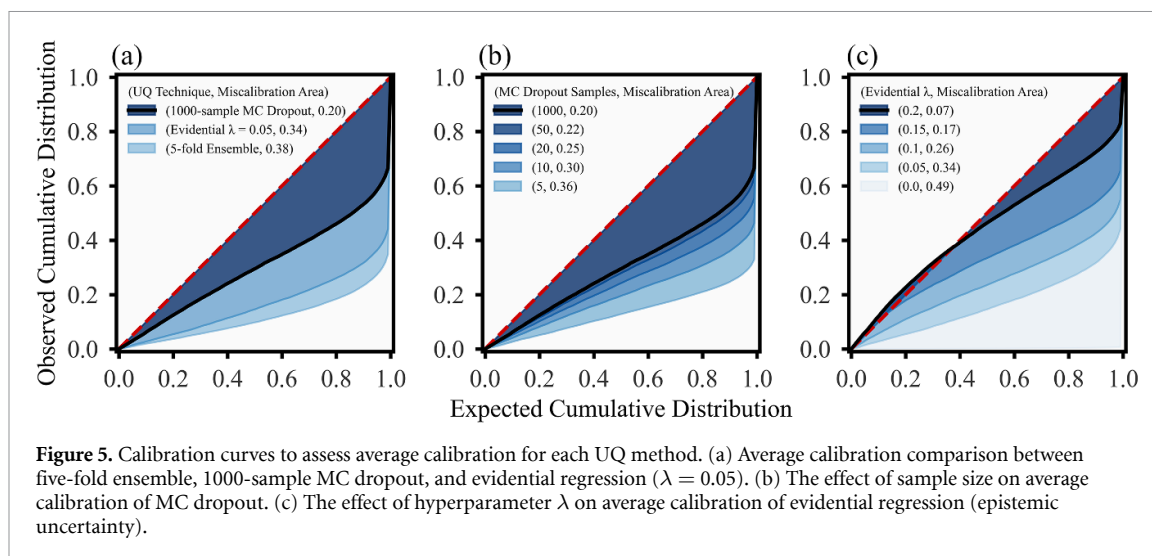 (a)
(b)
(c)
Observed Cumulative Distribution
1.0
0.8
0.6
0.4
0.2
0.0
(UQ Technique, Miscalibration Area)
(1000-sample MC Dropout, 0.20)
(Evidential λ = 0.05, 0.34)
(5-fold Ensemble, 0.38)
0.0 0.2 0.4 0.6 0.8 1.0
1.0
0.8
0.6
0.4
0.2
0.0
(MC Dropout Samples, Miscalibration Area)
(1000, 0.20)
(50, 0.22)
(20, 0.25)
(10, 0.30)
(5, 0.36)
0.0 0.2 0.4 0.6 0.8 1.0
1.0
0.8
0.6
0.4
0.2
0.0
(Evidential λ, Miscalibration Area)
(0.2, 0.07)
(0.15, 0.17)
(0.1, 0.26)
(0.05, 0.34)
(0.0, 0.49)
0.0 0.2 0.4 0.6 0.8 1.0
Expected Cumulative Distribution
Figure 5. Calibration curves to assess average calibration for each UQ method. (a) Average calibration comparison between
five-fold ensemble, 1000-sample MC dropout, and evidential regression (λ = 0.05). (b) The effect of sample size on average
calibration of MC dropout. (c) The effect of hyperparameter λ on average calibration of evidential regression (epistemic
uncertainty).